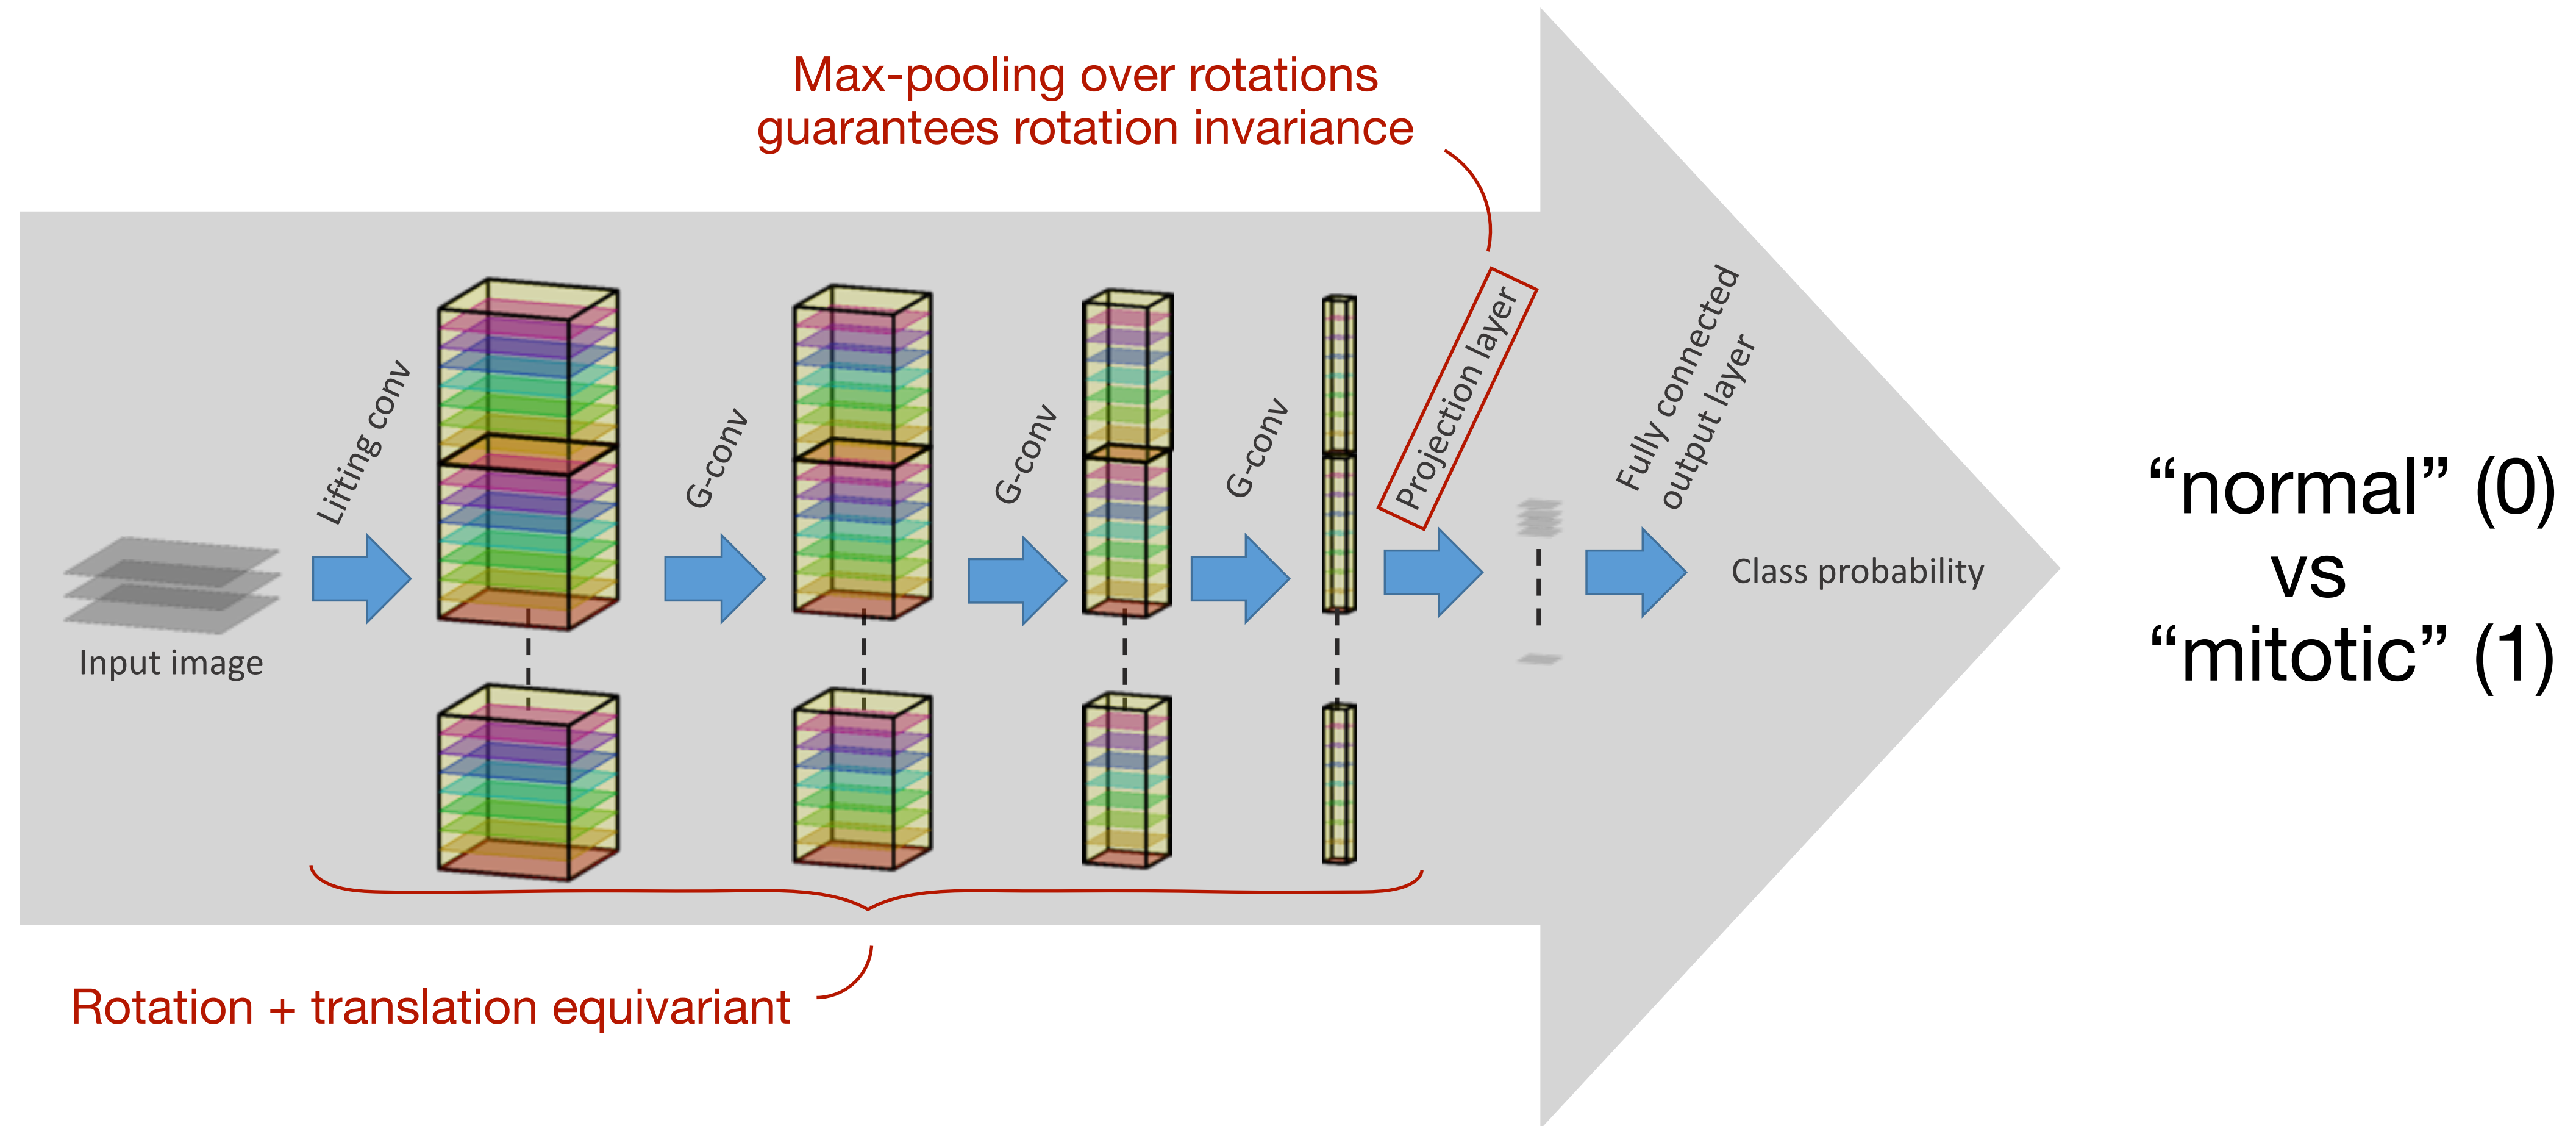 Max-pooling over rotations
guarantees rotation invariance
Lifting conv
G-conv
G-conv
G-conv
Projection layer
Fully connected
output layer
Input image
Class probability
“normal” (0)
vs
“mitotic” (1)
Rotation + translation equivariant